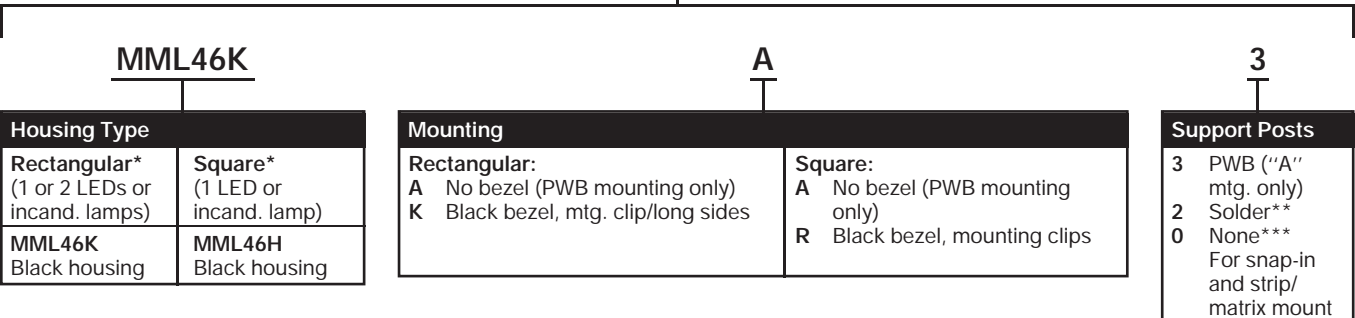 MML46K
A
3
Housing Type
Rectangular*
(1 or 2 LEDs or
incand. lamps)
Square*
(1 LED or
incand. lamp)
MML46K
Black housing
MML46H
Black housing
Mounting
Rectangular:
A No bezel (PWB mounting only)
K Black bezel, mtg. clip/long sides
Square:
A No bezel (PWB mounting
only)
R Black bezel, mounting clips
Support Posts
3 PWB (''A''
mtg. only)
2 Solder**
0 None***
For snap-in
and strip/
matrix mount